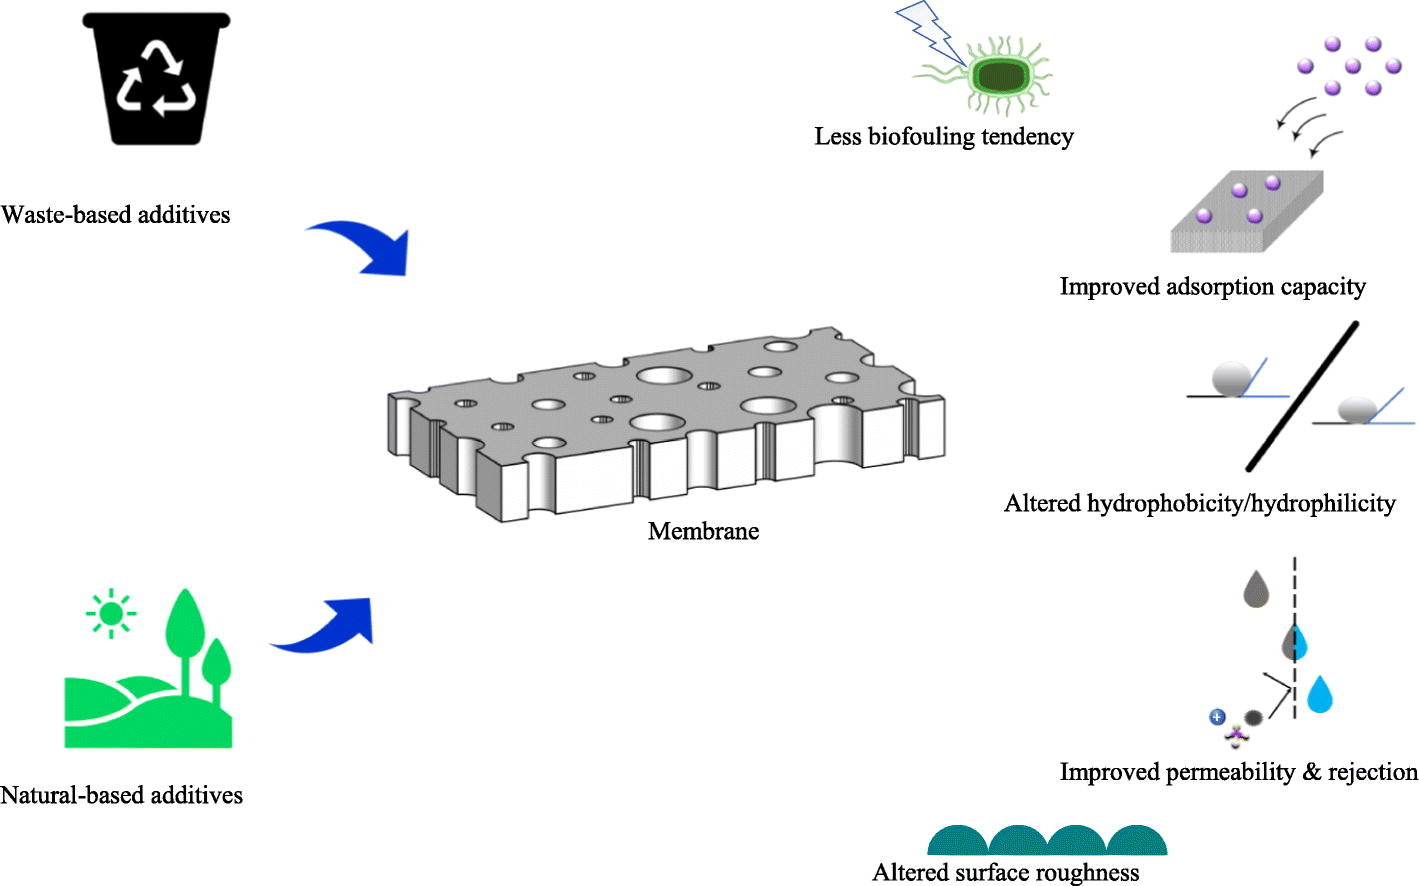 Less biofouling tendency
Waste-based additives
Improved adsorption capacity
Altered hydrophobicity/hydrophilicity
Membrane
Improved permeability & rejection
Natural-based additives
Altered surface roughness